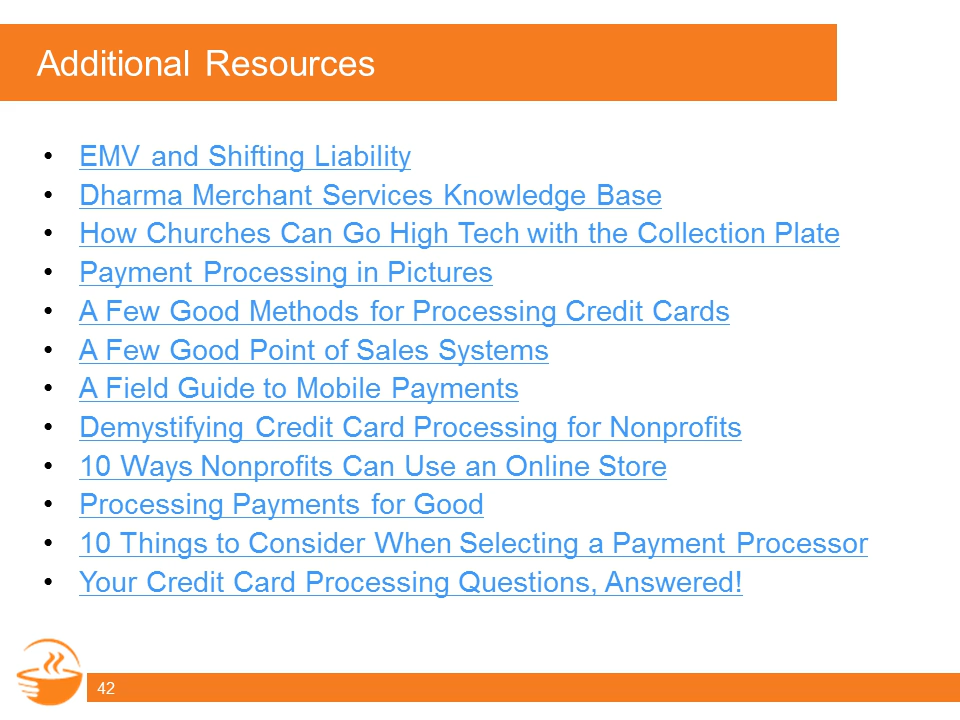 Additional Resources
• EMV and Shifting Liability
• Dharma Merchant Services Knowledge Base
• How Churches Can Go High Tech with the Collection Plate
• Payment Processing in Pictures
• A Few Good Methods for Processing Credit Cards
• A Few Good Point of Sales Systems
• A Field Guide to Mobile Payments
• Demystifying Credit Card Processing for Nonprofits
• 10 Ways Nonprofits Can Use an Online Store
• Processing Payments for Good
• 10 Things to Consider When Selecting a Payment Processor
• Your Credit Card Processing Questions, Answered!
42